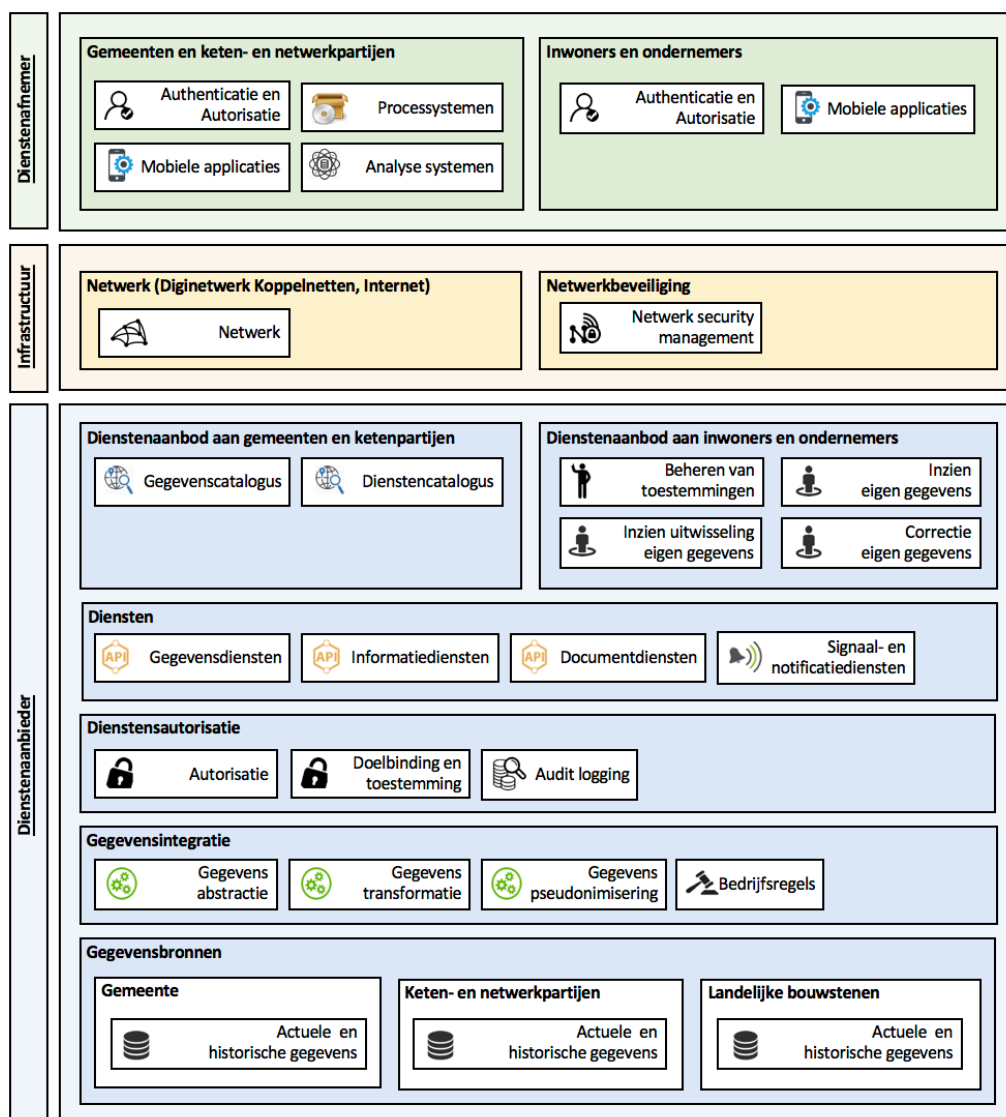 Dienstenafnemer
Gemeenten en keten- en netwerkpartijen
Authenticatie en
Autorisatie
Processystemen
Mobiele applicaties
Analyse systemen
Inwoners en ondernemers
Authenticatie en
Autorisatie
Mobiele applicaties
Infrastructuur
Netwerk (Diginetwerk Koppelnetten, Internet)
Netwerk
Netwerkbeveiliging
Netwerk security
management
Dienstenaanbieder
Dienstenaanbod aan gemeenten en ketenpartijen
Gegevenscatalogus
Dienstencatalogus
Dienstenaanbod aan inwoners en ondernemers
Beheren van
toestemmingen
Inzien
eigen gegevens
Inzien uitwisseling
eigen gegevens
Correctie
eigen gegevens
Diensten
API
Gegevensdiensten
API
Informatiediensten
API
Documentdiensten
Signaal- en
notificatiediensten
Dienstensautorisatie
Autorisatie
Doelbinding en
toestemming
Audit logging
Gegevensintegratie
Gegevens
abstractie
Gegevens
transformatie
Gegevens
pseudonimisering
Bedrijfsregels
Gegevensbronnen
Gemeente
Actuele en
historische gegevens
Keten- en netwerkpartijen
Actuele en
historische gegevens
Landelijke bouwstenen
Actuele en
historische gegevens